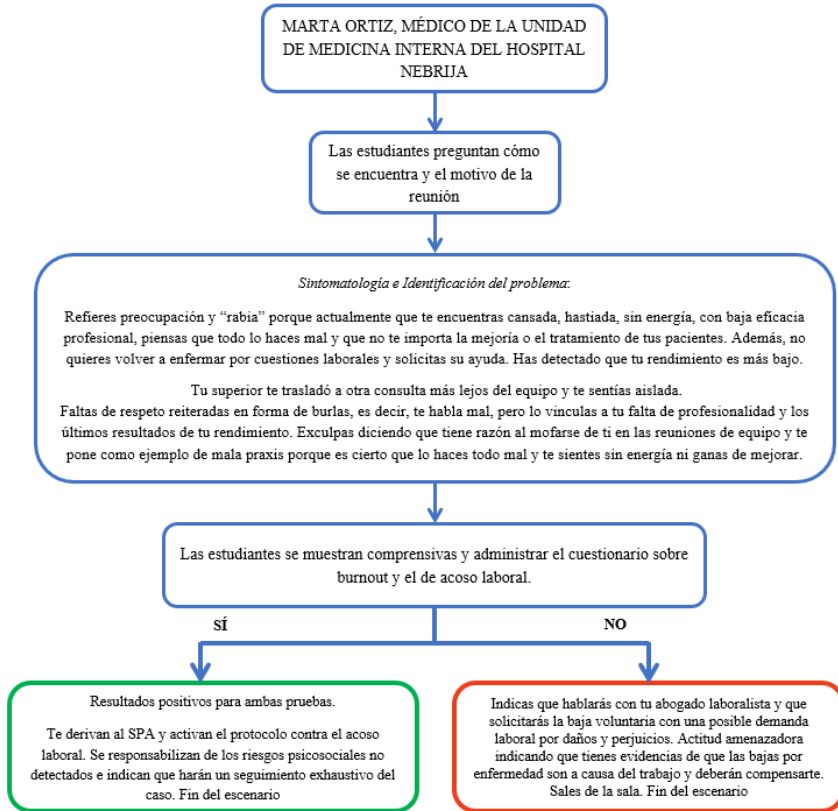 MARTA ORTIZ, MÉDICO DE LA UNIDAD
DE MEDICINA INTERNA DEL HOSPITAL
NEBRIJA
Las estudiantes preguntan cómo
se encuentra y el motivo de la
reunión
Sintomatología e Identificación del problema:
Refieres preocupación y “rabia” porque actualmente que te encuentras cansada, hastiada, sin energía, con baja eficacia
profesional, piensas que todo lo haces mal y que no te importa la mejoría o el tratamiento de tus pacientes. Además, no
quieres volver a enfermar por cuestiones laborales y solicitas su ayuda. Has detectado que tu rendimiento es más bajo.
Tu superior te trasladó a otra consulta más lejos del equipo y te sentías aislada.
Faltas de respeto reiteradas en forma de burlas, es decir, te habla mal, pero lo vinculas a tu falta de profesionalidad y los
últimos resultados de tu rendimiento. Exculpas diciendo que tiene razón al mofarse de ti en las reuniones de equipo y te
pone como ejemplo de mala praxis porque es cierto que lo haces todo mal y te sientes sin energía ni ganas de mejorar.
Las estudiantes se muestran comprensivas y administrar el cuestionario sobre
burnout y el de acoso laboral.
SÍ
NO
Resultados positivos para ambas pruebas.
Te derivan al SPA y activan el protocolo contra el acoso
laboral. Se responsabilizan de los riesgos psicosociales no
detectados e indican que harán un seguimiento exhaustivo del
caso. Fin del escenario
Indicas que hablarás con tu abogado laboralista y que
solicitarás la baja voluntaria con una posible demanda
laboral por daños y perjuicios. Actitud amenazadora
indicando que tienes evidencias de que las bajas por
enfermedad son a causa del trabajo y deberán compensarte.
Sales de la sala. Fin del escenario